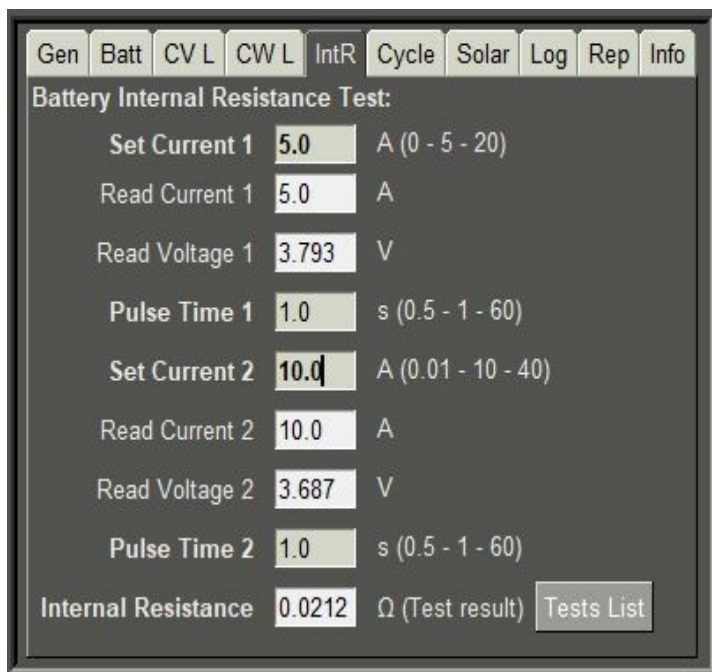 Gen Batt CV L CW L IntR Cycle Solar Log Rep Info
Battery Internal Resistance Test:
Set Current 1 5.0 A (0 - 5 - 20)
Read Current 1 5.0 A
Read Voltage 1 3.793 V
Pulse Time 1 1.0 s (0.5 - 1 - 60)
Set Current 2 10.0 A (0.01 - 10 - 40)
Read Current 2 10.0 A
Read Voltage 2 3.687 V
Pulse Time 2 1.0 s (0.5 - 1 - 60)
Internal Resistance 0.0212 Ω (Test result) Tests List